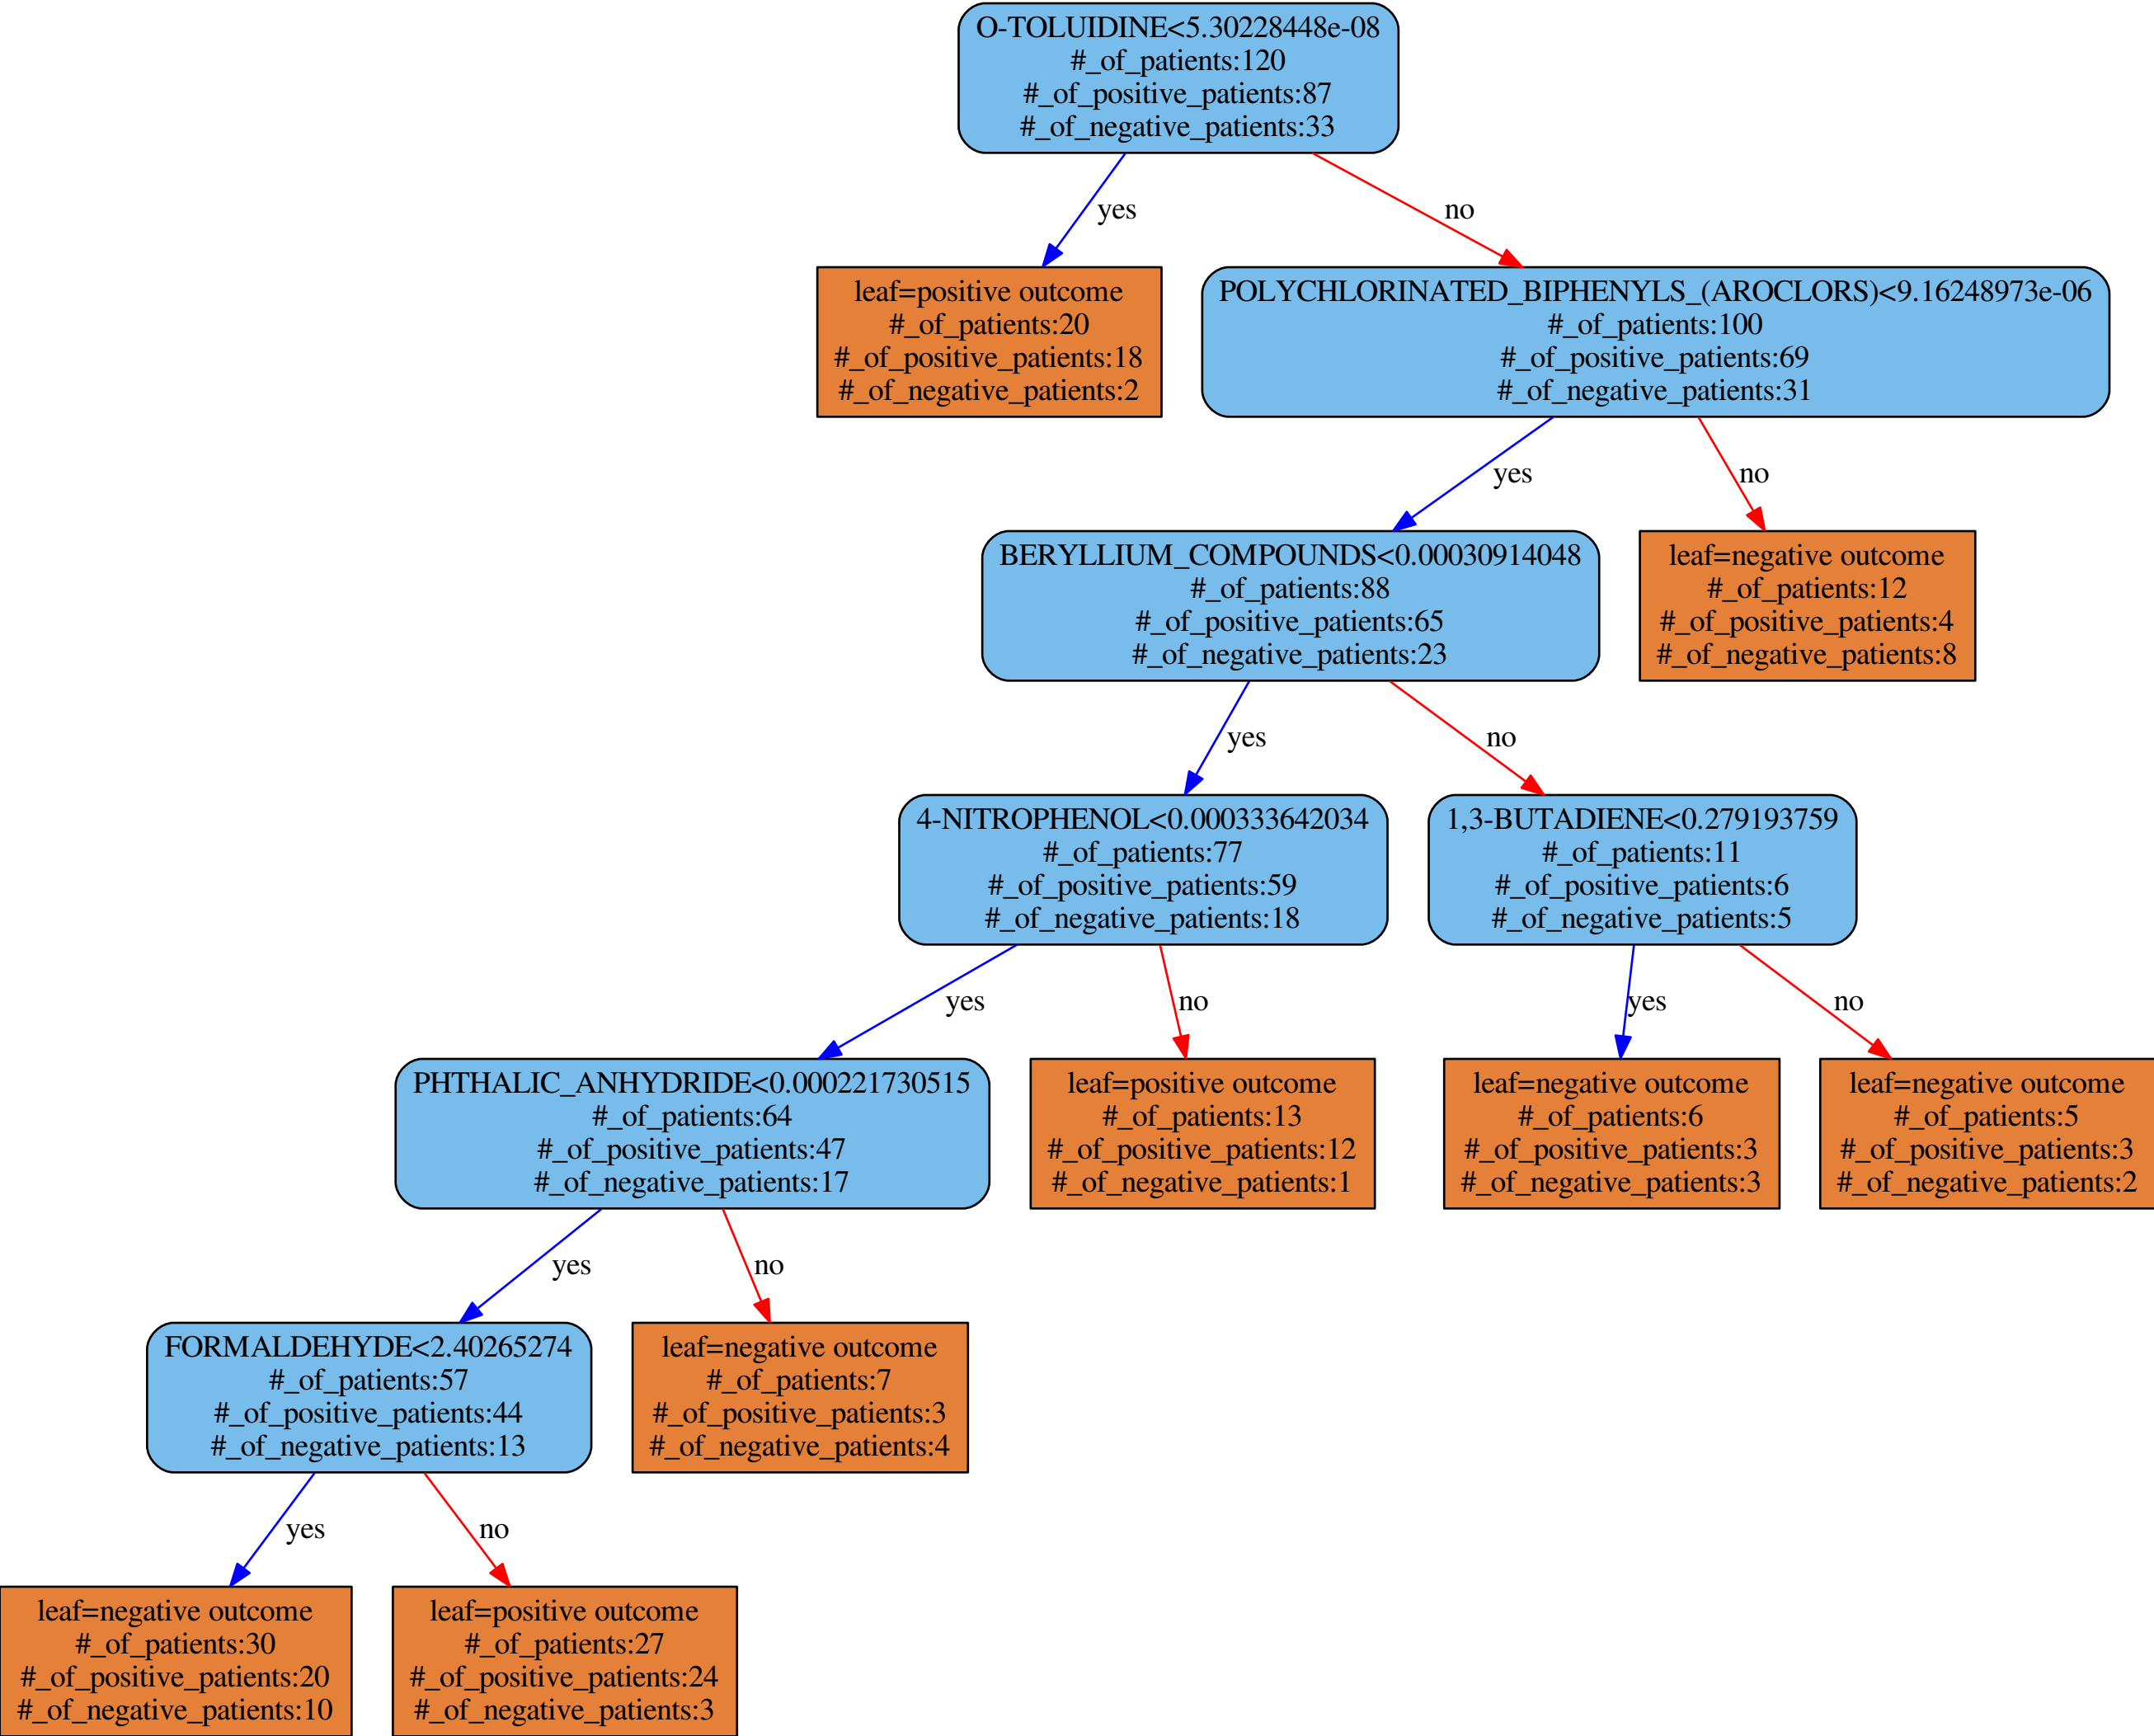 O-TOLUIDINE<5.30228448e-08
#_of_patients:120
#_of_positive_patients:87
#_of_negative_patients:33
yes
no
leaf=positive outcome
#_of_patients:20
#_of_positive_patients:18
#_of_negative_patients:2
POLYCHLORINATED_BIPHENYLS_(AROCLORS)<9.16248973e-06
#_of_patients:100
#_of_positive_patients:69
#_of_negative_patients:31
yes
no
BERYLLIUM_COMPOUNDS<0.00030914048
#_of_patients:88
#_of_positive_patients:65
#_of_negative_patients:23
leaf=negative outcome
#_of_patients:12
#_of_positive_patients:4
#_of_negative_patients:8
yes
no
4-NITROPHENOL<0.000333642034
#_of_patients:77
#_of_positive_patients:59
#_of_negative_patients:18
1,3-BUTADIENE<0.279193759
#_of_patients:11
#_of_positive_patients:6
#_of_negative_patients:5
yes
no
yes
no
PHTHALIC_ANHYDRIDE<0.000221730515
#_of_patients:64
#_of_positive_patients:47
#_of_negative_patients:17
leaf=positive outcome
#_of_patients:13
#_of_positive_patients:12
#_of_negative_patients:1
leaf=negative outcome
#_of_patients:6
#_of_positive_patients:3
#_of_negative_patients:3
leaf=negative outcome
#_of_patients:5
#_of_positive_patients:3
#_of_negative_patients:2
yes
no
FORMALDEHYDE<2.40265274
#_of_patients:57
#_of_positive_patients:44
#_of_negative_patients:13
leaf=negative outcome
#_of_patients:7
#_of_positive_patients:3
#_of_negative_patients:4
yes
no
leaf=negative outcome
#_of_patients:30
#_of_positive_patients:20
#_of_negative_patients:10
leaf=positive outcome
#_of_patients:27
#_of_positive_patients:24
#_of_negative_patients:3